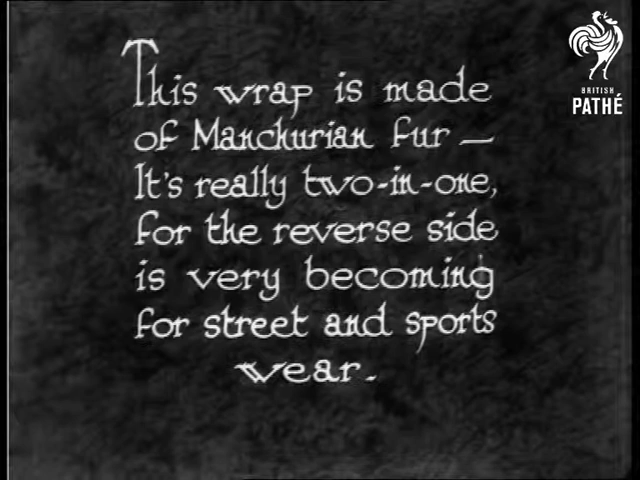 This wrap is made
of Manchurian fur —
It's really two-in-one,
for the reverse side
is very becoming
for street and sports
wear.
BRITISH
PATHÉ